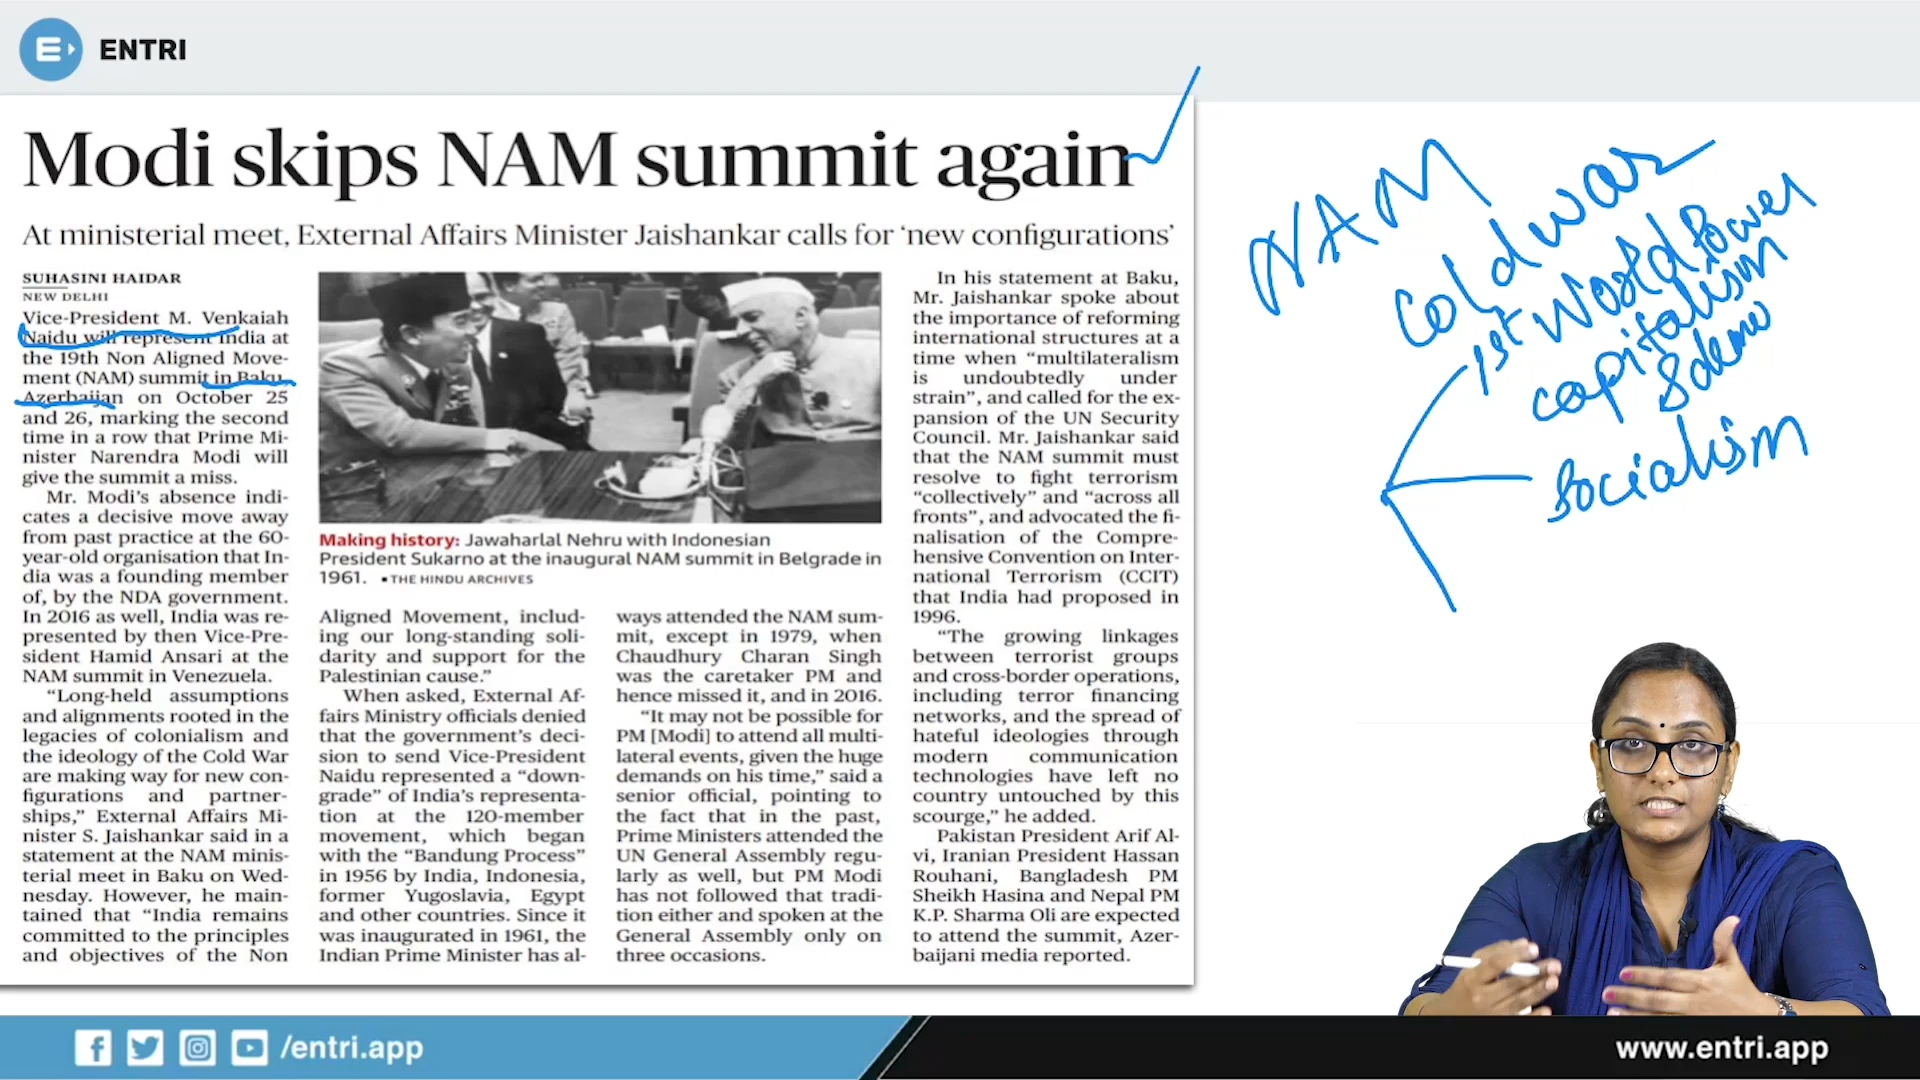 ENTRI
Modi skips NAM summit again
At ministerial meet, External Affairs Minister Jaishankar calls for ‘new configurations’
SUHASINI HAIDAR
NEW DELHI
Vice-President M. Venkaiah
Naidu will represent India at
the 19th Non Aligned Move-
ment (NAM) summit in Baku,
Azerbaijan on October 25
and 26, marking the second
time in a row that Prime Mi-
nister Narendra Modi will
give the summit a miss.
Mr. Modi’s absence indi-
cates a decisive move away
from past practice at the 60-
year-old organisation that In-
dia was a founding member
of, by the NDA government.
In 2016 as well, India was re-
presented by then Vice-Pre-
sident Hamid Ansari at the
NAM summit in Venezuela.
“Long-held assumptions
and alignments rooted in the
legacies of colonialism and
the ideology of the Cold War
are making way for new con-
figurations and partner-
ships,” External Affairs Mi-
nister S. Jaishankar said in a
statement at the NAM minis-
terial meet in Baku on Wed-
nesday. However, he main-
tained that “India remains
committed to the principles
and objectives of the Non
Making history: Jawaharlal Nehru with Indonesian
President Sukarno at the inaugural NAM summit in Belgrade in
1961. ▪ THE HINDU ARCHIVES
Aligned Movement, includ-
ing our long-standing soli-
darity and support for the
Palestinian cause.”
When asked, External Af-
fairs Ministry officials denied
that the government’s deci-
sion to send Vice-President
Naidu represented a “down-
grade” of India’s representa-
tion at the 120-member
movement, which began
with the “Bandung Process”
in 1956 by India, Indonesia,
former Yugoslavia, Egypt
and other countries. Since it
was inaugurated in 1961, the
Indian Prime Minister has al-
ways attended the NAM sum-
mit, except in 1979, when
Chaudhury Charan Singh
was the caretaker PM and
hence missed it, and in 2016.
“It may not be possible for
PM [Modi] to attend all multi-
lateral events, given the huge
demands on his time,” said a
senior official, pointing to
the fact that in the past,
Prime Ministers attended the
UN General Assembly regu-
larly as well, but PM Modi
has not followed that tradi-
tion either and spoken at the
General Assembly only on
three occasions.
In his statement at Baku,
Mr. Jaishankar spoke about
the importance of reforming
international structures at a
time when “multilateralism
is undoubtedly under
strain”, and called for the ex-
pansion of the UN Security
Council. Mr. Jaishankar said
that the NAM summit must
resolve to fight terrorism
“collectively” and “across all
fronts”, and advocated the fi-
nalisation of the Compre-
hensive Convention on Inter-
national Terrorism (CCIT)
that India had proposed in
1996.
“The growing linkages
between terrorist groups
and cross-border operations,
including terror financing
networks, and the spread of
hateful ideologies through
modern communication
technologies have left no
country untouched by this
scourge,” he added.
Pakistan President Arif Al-
vi, Iranian President Hassan
Rouhani, Bangladesh PM
Sheikh Hasina and Nepal PM
K.P. Sharma Oli are expected
to attend the summit, Azer-
baijani media reported.
NAM
Cold war
1st World Power
capitalism
socialism
/entri.app
www.entri.app